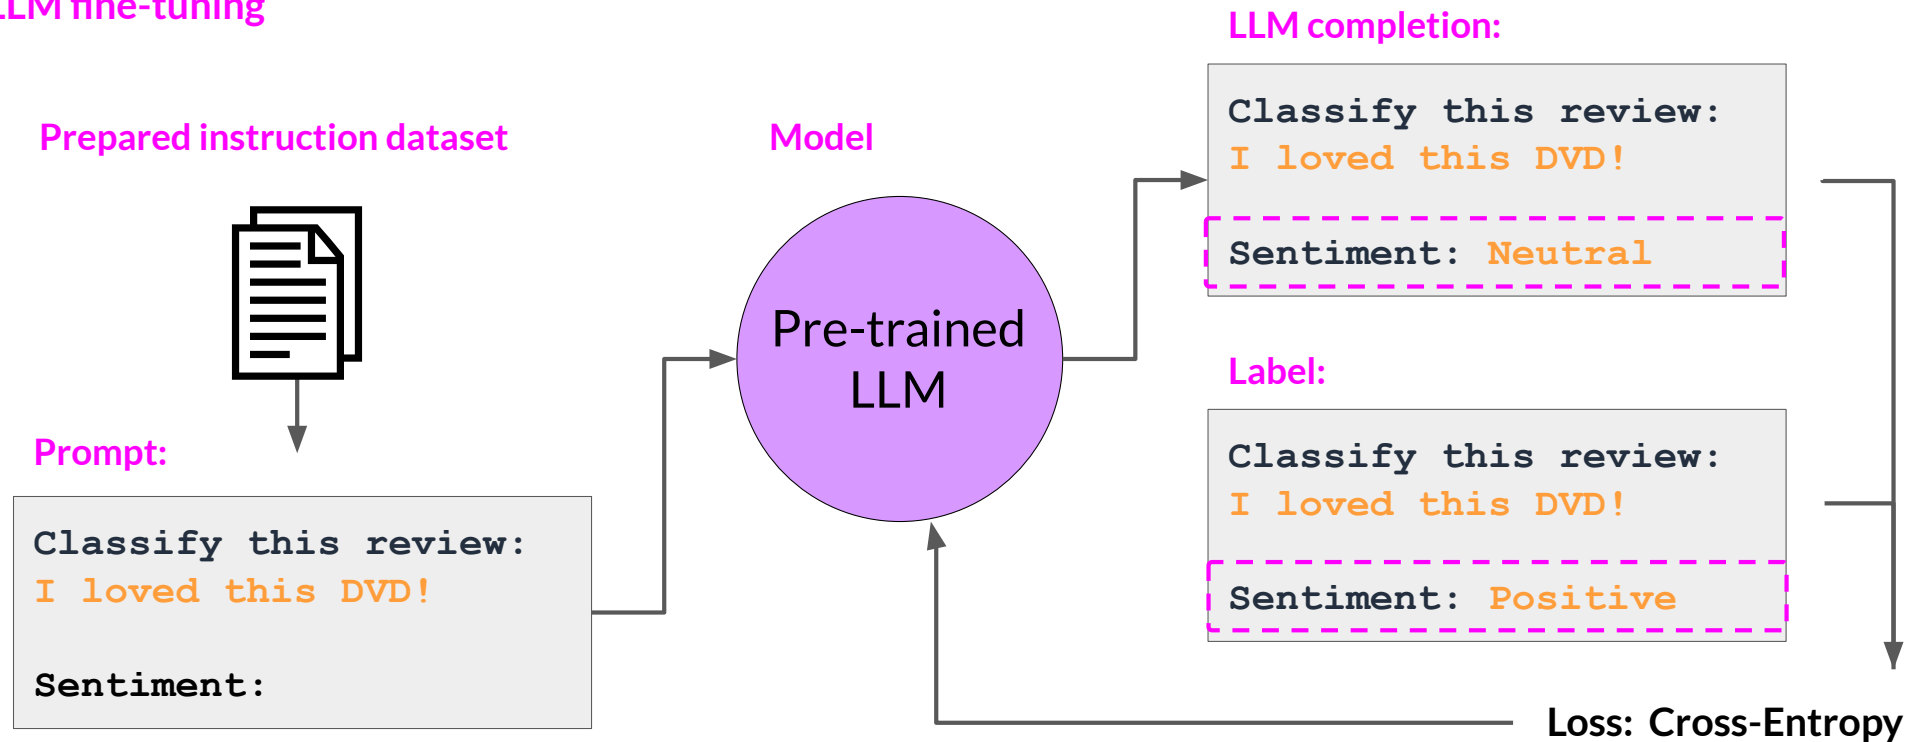 LLM fine-tuning
Prepared instruction dataset
Prompt:
Classify this review:
I loved this DVD!
Sentiment:
Model
Pre-trained
LLM
LLM completion:
Classify this review:
I loved this DVD!
Sentiment: Neutral
Label:
Classify this review:
I loved this DVD!
Sentiment: Positive
Loss: Cross-Entropy